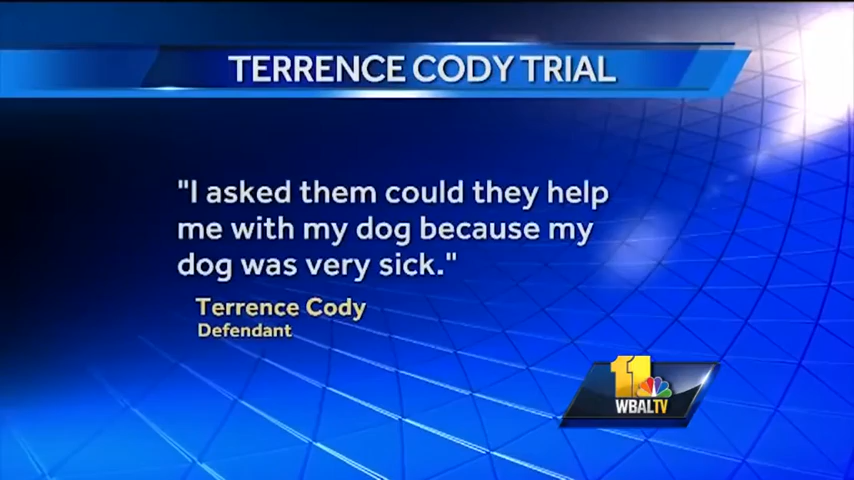 TERRENCE CODY TRIAL
"I asked them could they help
me with my dog because my
dog was very sick."
Terrence Cody
Defendant
11
WBALTV